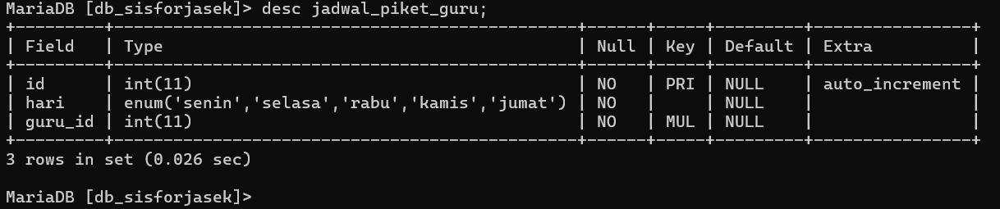 MariaDB [db_sisforjasek]> desc jadwal_piket_guru;
+---------+-----------------------------------------------+------+-----+---------+----------------+
| Field   | Type                                          | Null | Key | Default | Extra          |
+---------+-----------------------------------------------+------+-----+---------+----------------+
| id      | int(11)                                       | NO   | PRI | NULL    | auto_increment |
| hari    | enum('senin','selasa','rabu','kamis','jumat') | NO   |     | NULL    |                |
| guru_id | int(11)                                       | NO   | MUL | NULL    |                |
+---------+-----------------------------------------------+------+-----+---------+----------------+
3 rows in set (0.026 sec)
MariaDB [db_sisforjasek]>